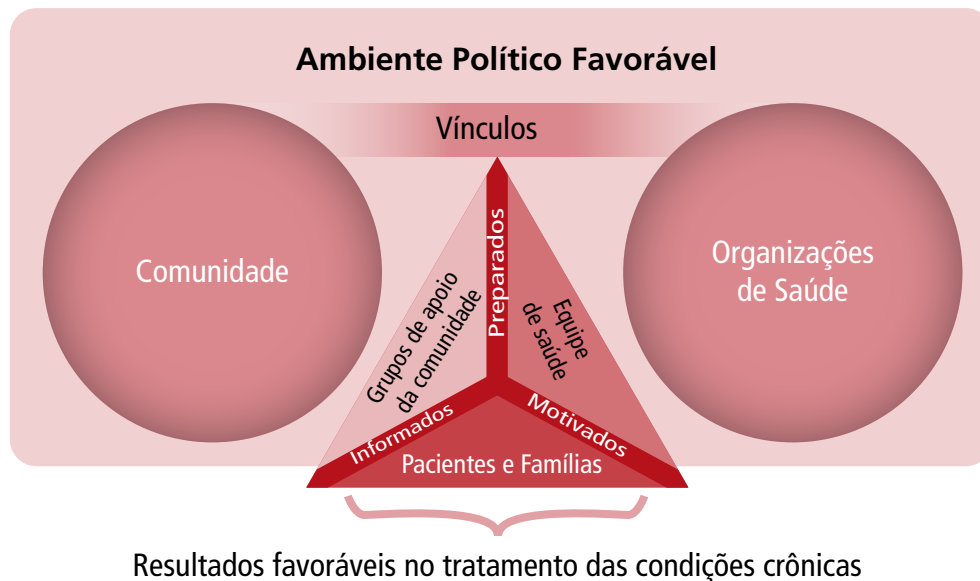 Ambiente Político Favorável
Vínculos
Comunidade
Organizações
de Saúde
Preparados
Grupos de apoio
da comunidade
Equipe
de saúde
Informados
Motivados
Pacientes e Famílias
Resultados favoráveis no tratamento das condições crônicas